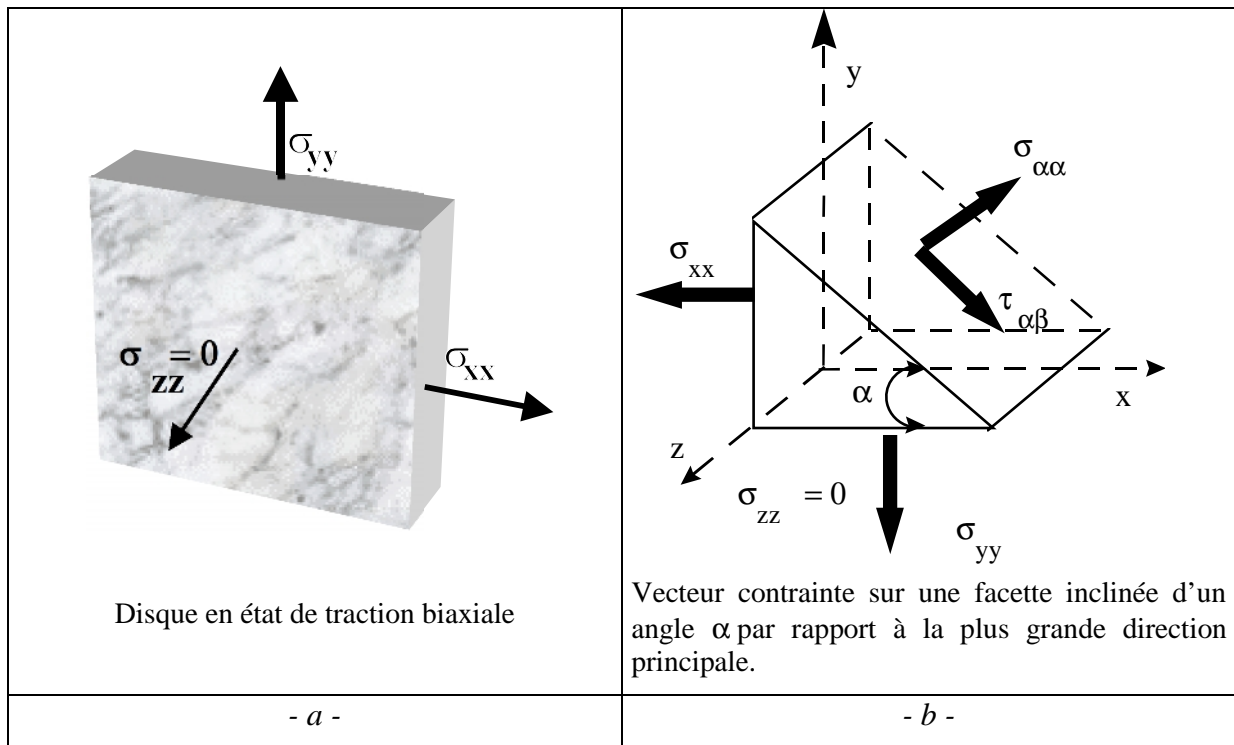 σyy
σzz = 0
σxx
Disque en état de traction biaxiale
- a -
y
σαα
σxx
ταβ
α
x
z
σzz = 0
σyy
Vecteur contrainte sur une facette inclinée d'un
angle α par rapport à la plus grande direction
principale.
- b -